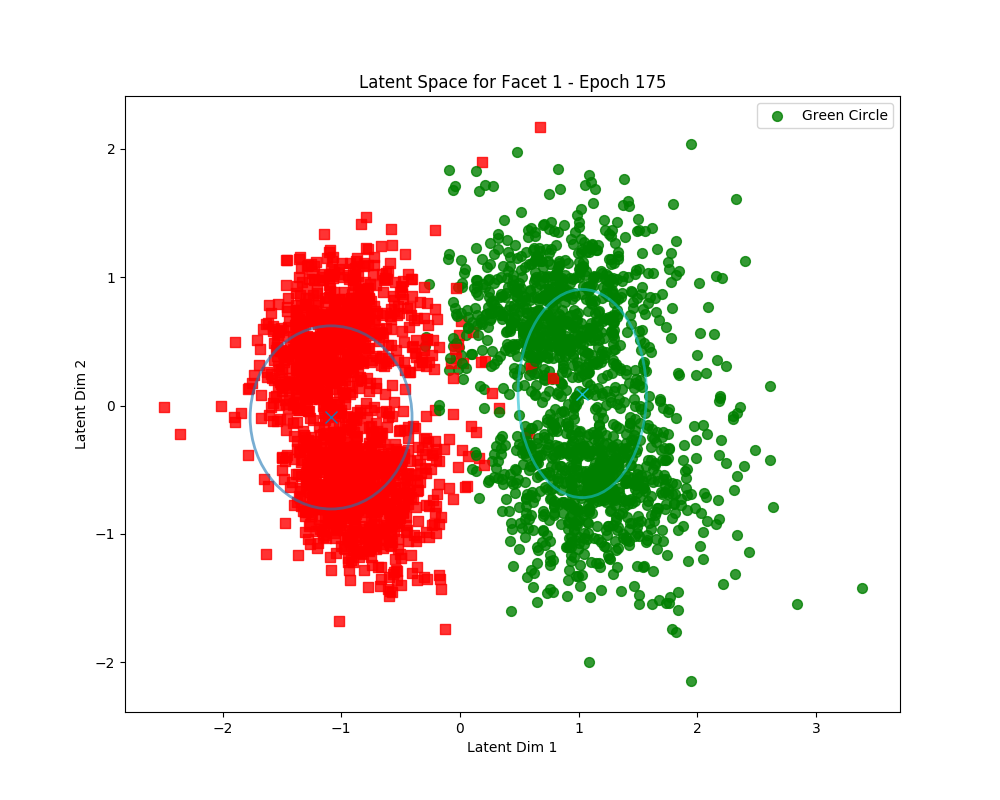 Latent Space for Facet 1 - Epoch 175
Green Circle
Latent Dim 2
2
1
0
−1
−2
−2
−1
0
1
2
3
Latent Dim 1